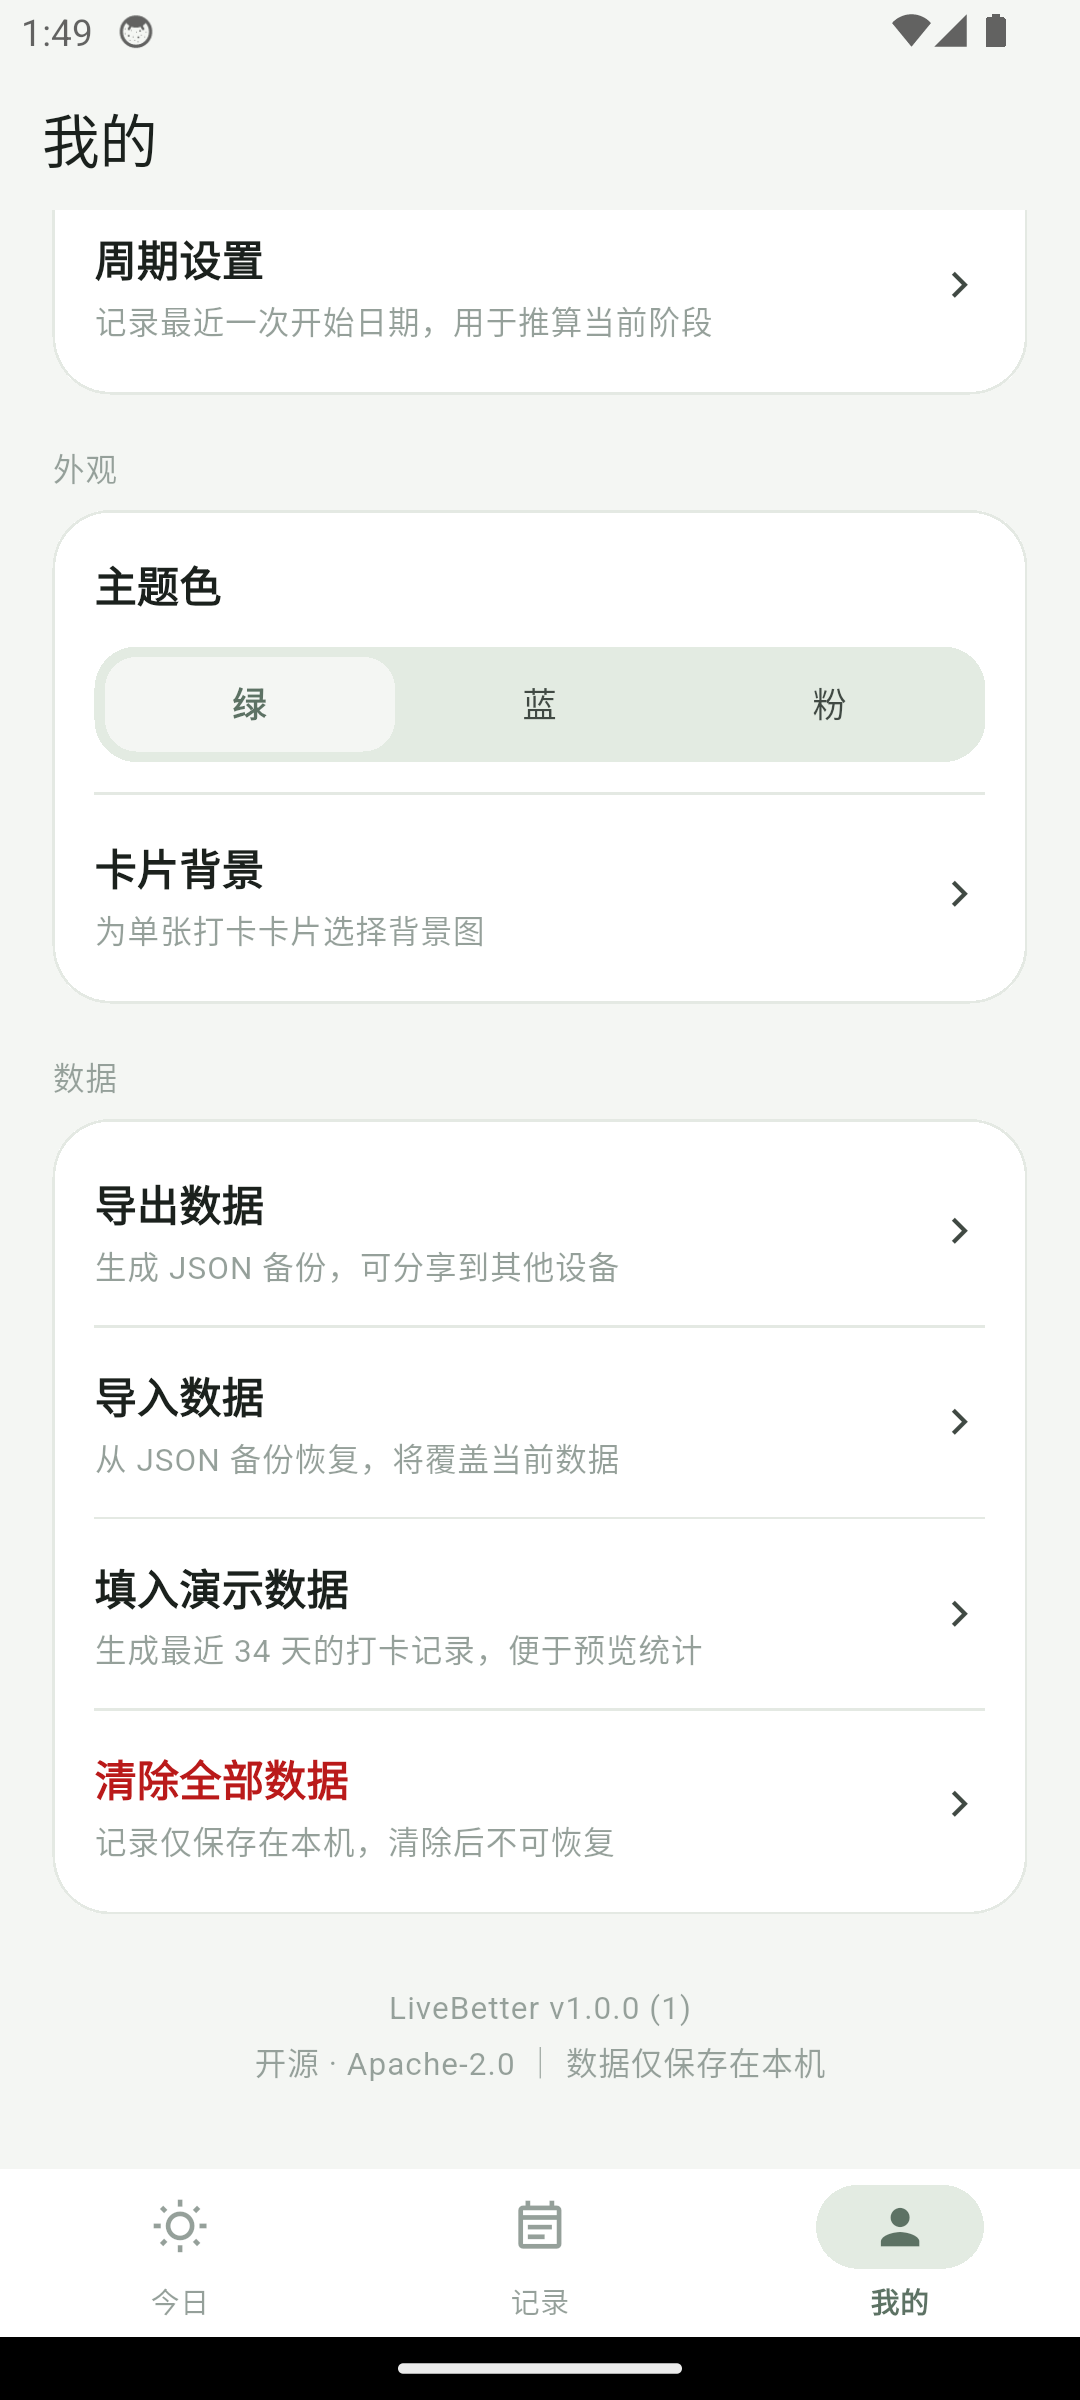 1:49
我的
周期设置
记录最近一次开始日期，用于推算当前阶段
外观
主题色
绿
蓝
粉
卡片背景
为单张打卡卡片选择背景图
数据
导出数据
生成 JSON 备份，可分享到其他设备
导入数据
从 JSON 备份恢复，将覆盖当前数据
填入演示数据
生成最近 34 天的打卡记录，便于预览统计
清除全部数据
记录仅保存在本机，清除后不可恢复
LiveBetter v1.0.0 (1)
开源 · Apache-2.0 ｜ 数据仅保存在本机
今日
记录
我的